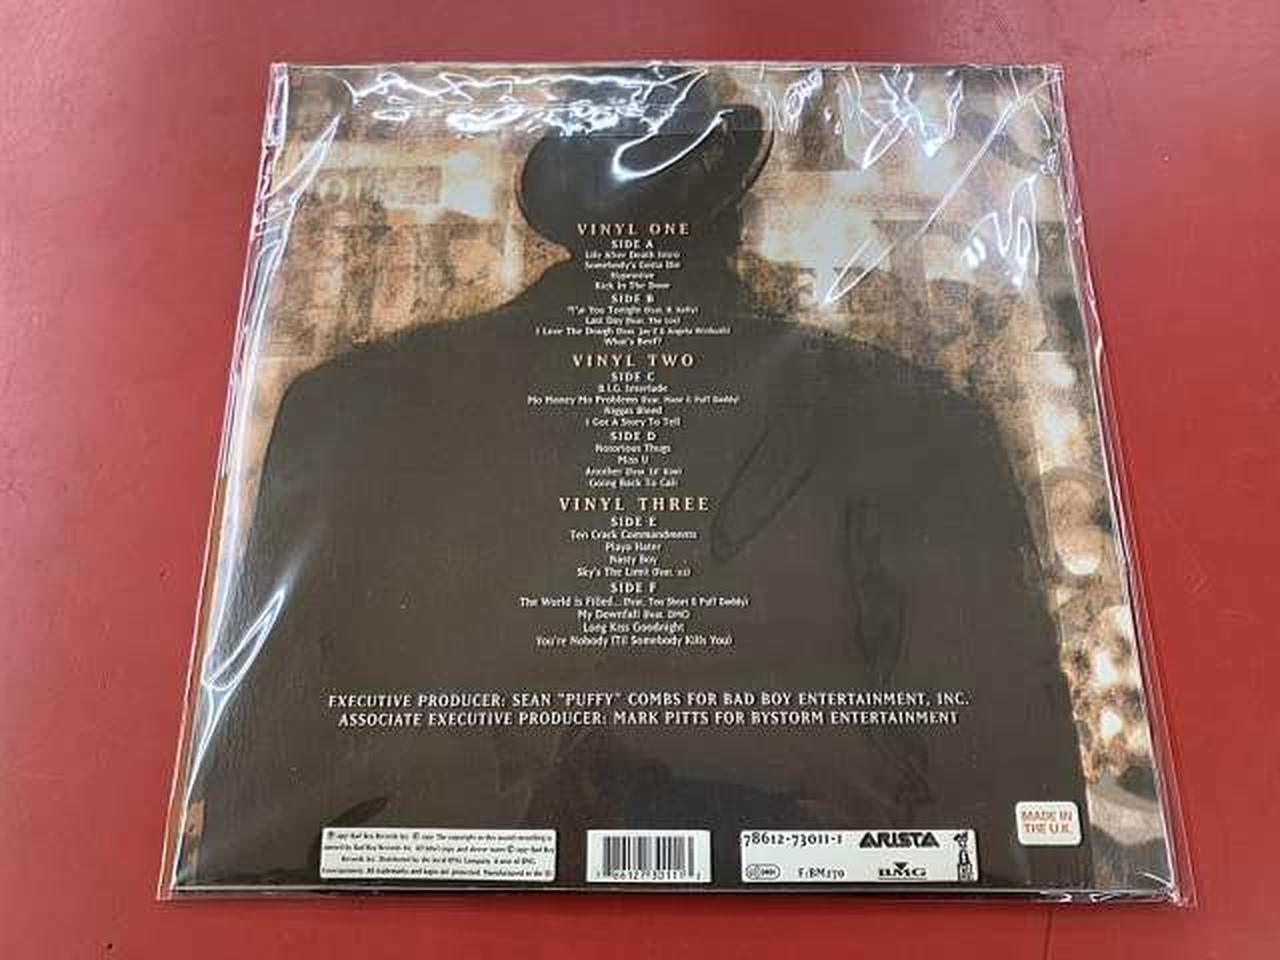 VINYL ONE
SIDE A
Life After Death Intro
Somebody's Gotta Die
Hypnotize
Kick In The Door
SIDE B
You Tonight (feat. R. Kelly)
Last Day (feat. The Lox)
I Love The Dough (feat. Jay Z & Angela Winbush)
What's Beef?
VINYL TWO
SIDE C
B.I.G. Interlude
Mo Money Mo Problems (feat. Mase & Puff Daddy)
Niggas Bleed
I Got A Story To Tell
SIDE D
Notorious Thugs
Miss U
Another (feat. Lil' Kim)
Going Back To Cali
VINYL THREE
SIDE E
Ten Crack Commandments
Playa Hater
Nasty Boy
Sky's The Limit (feat. 112)
SIDE F
The World is Filled... (feat. Too Short & Puff Daddy)
My Downfall (feat. DMC)
Long Kiss Goodnight
You're Nobody (Til Somebody Kills You)
EXECUTIVE PRODUCER: SEAN "PUFFY" COMBS FOR BAD BOY ENTERTAINMENT, INC.
ASSOCIATE EXECUTIVE PRODUCER: MARK PITTS FOR BYSTORM ENTERTAINMENT
MADE IN
THE U.K.
78612-73011-1 ARISTA
F:BM270 BMG